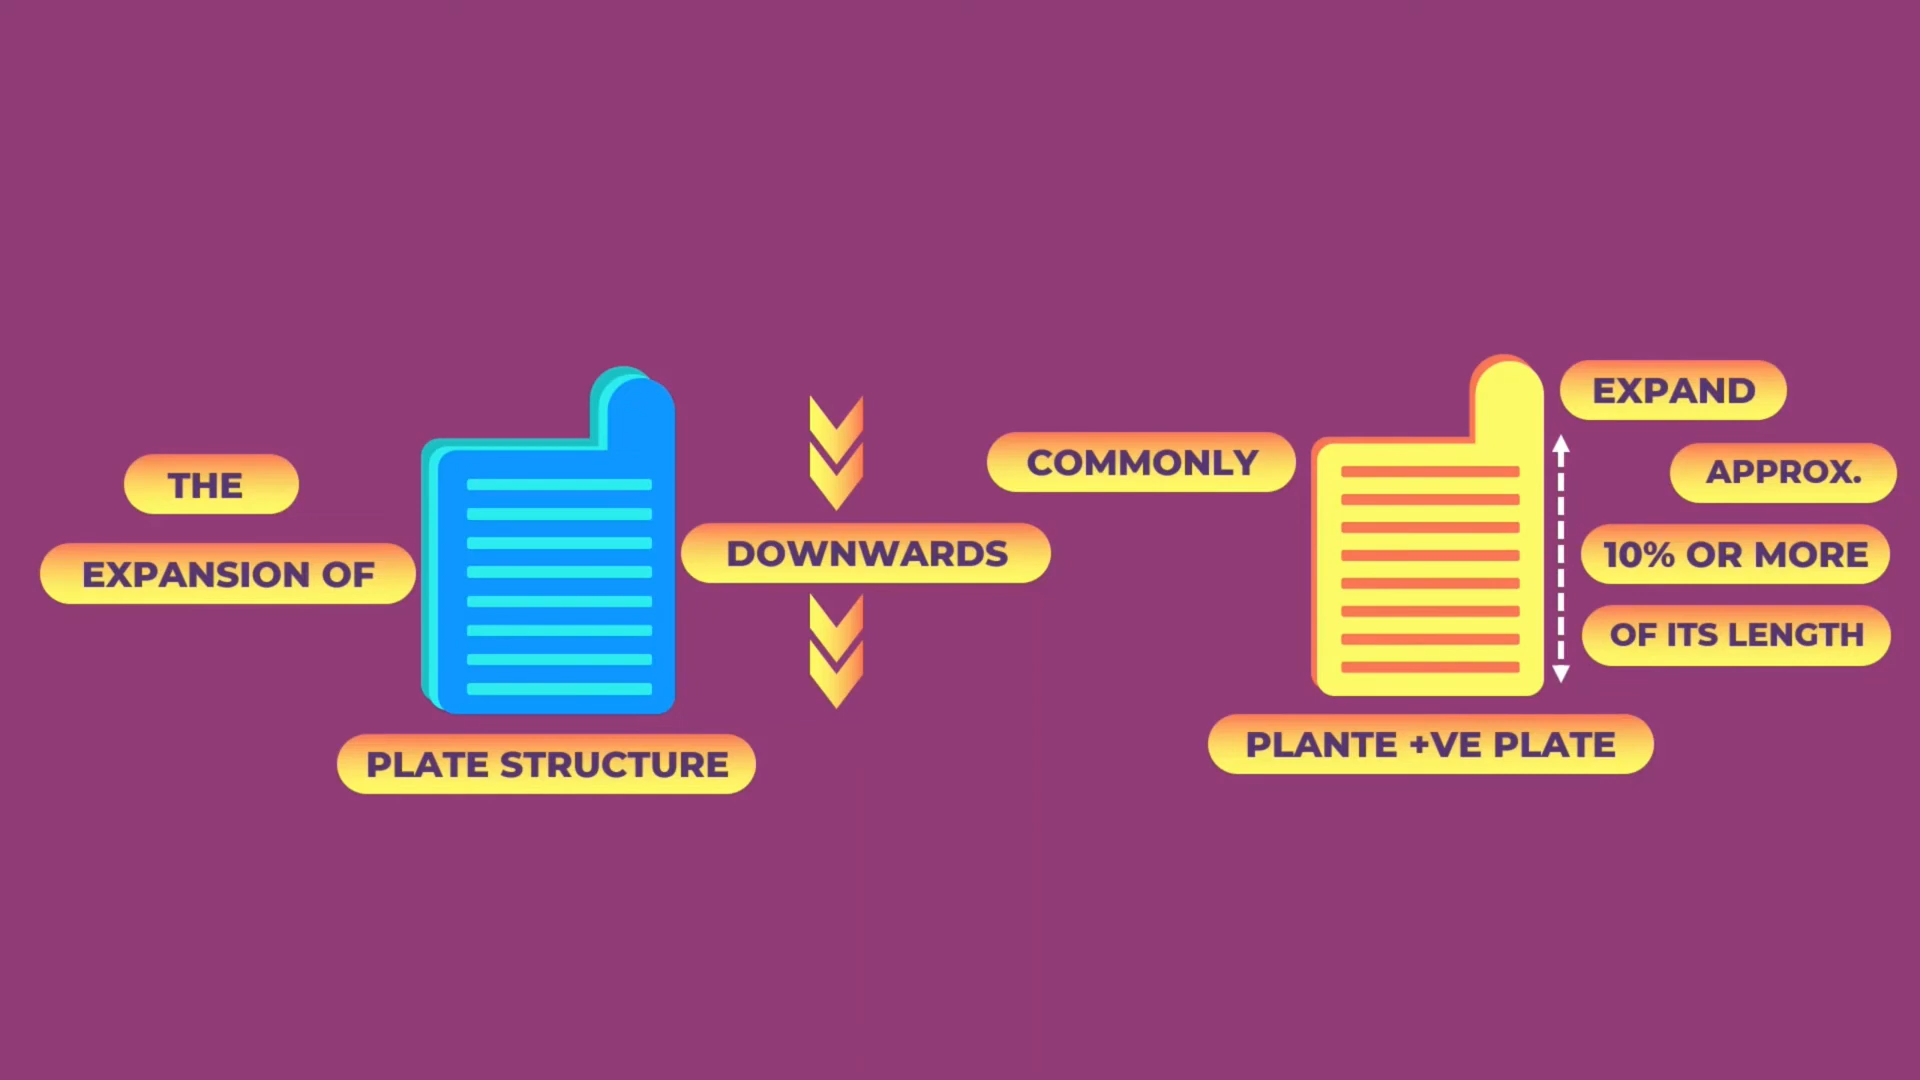 THE
EXPANSION OF
PLATE STRUCTURE
DOWNWARDS
COMMONLY
PLANTE +VE PLATE
EXPAND
APPROX.
10% OR MORE
OF ITS LENGTH